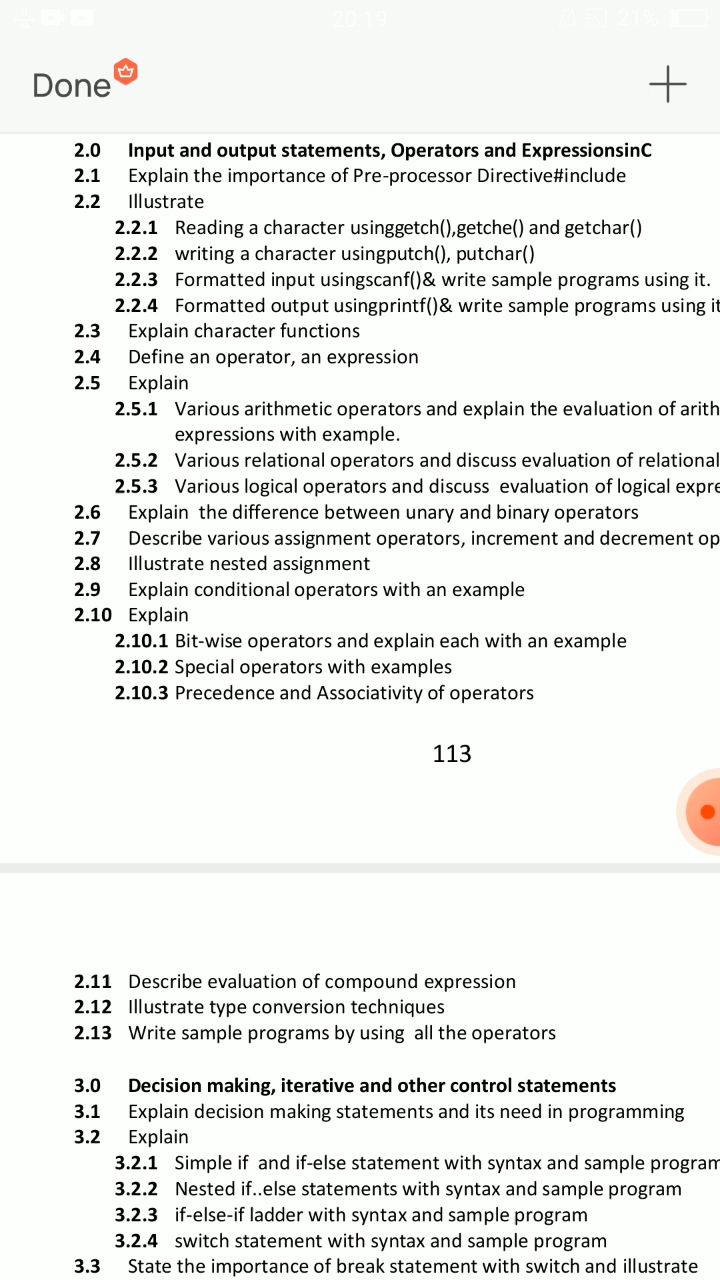 20:19
21%
Done
2.0 Input and output statements, Operators and ExpressionsinC
2.1 Explain the importance of Pre-processor Directive#include
2.2 Illustrate
2.2.1 Reading a character usinggetch(),getche() and getchar()
2.2.2 writing a character usingputch(), putchar()
2.2.3 Formatted input usingscanf()& write sample programs using it.
2.2.4 Formatted output usingprintf()& write sample programs using it
2.3 Explain character functions
2.4 Define an operator, an expression
2.5 Explain
2.5.1 Various arithmetic operators and explain the evaluation of arith
expressions with example.
2.5.2 Various relational operators and discuss evaluation of relational
2.5.3 Various logical operators and discuss evaluation of logical expre
2.6 Explain the difference between unary and binary operators
2.7 Describe various assignment operators, increment and decrement op
2.8 Illustrate nested assignment
2.9 Explain conditional operators with an example
2.10 Explain
2.10.1 Bit-wise operators and explain each with an example
2.10.2 Special operators with examples
2.10.3 Precedence and Associativity of operators
113
2.11 Describe evaluation of compound expression
2.12 Illustrate type conversion techniques
2.13 Write sample programs by using all the operators
3.0 Decision making, iterative and other control statements
3.1 Explain decision making statements and its need in programming
3.2 Explain
3.2.1 Simple if and if-else statement with syntax and sample program
3.2.2 Nested if..else statements with syntax and sample program
3.2.3 if-else-if ladder with syntax and sample program
3.2.4 switch statement with syntax and sample program
3.3 State the importance of break statement with switch and illustrate